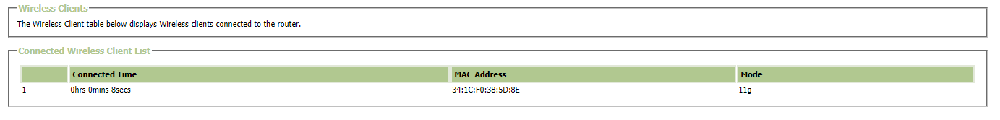 Wireless Clients
The Wireless Client table below displays Wireless clients connected to the router.
Connected Wireless Client List
Connected Time MAC Address Mode
1 0hrs 0mins 8secs 34:1C:F0:38:5D:8E 11g